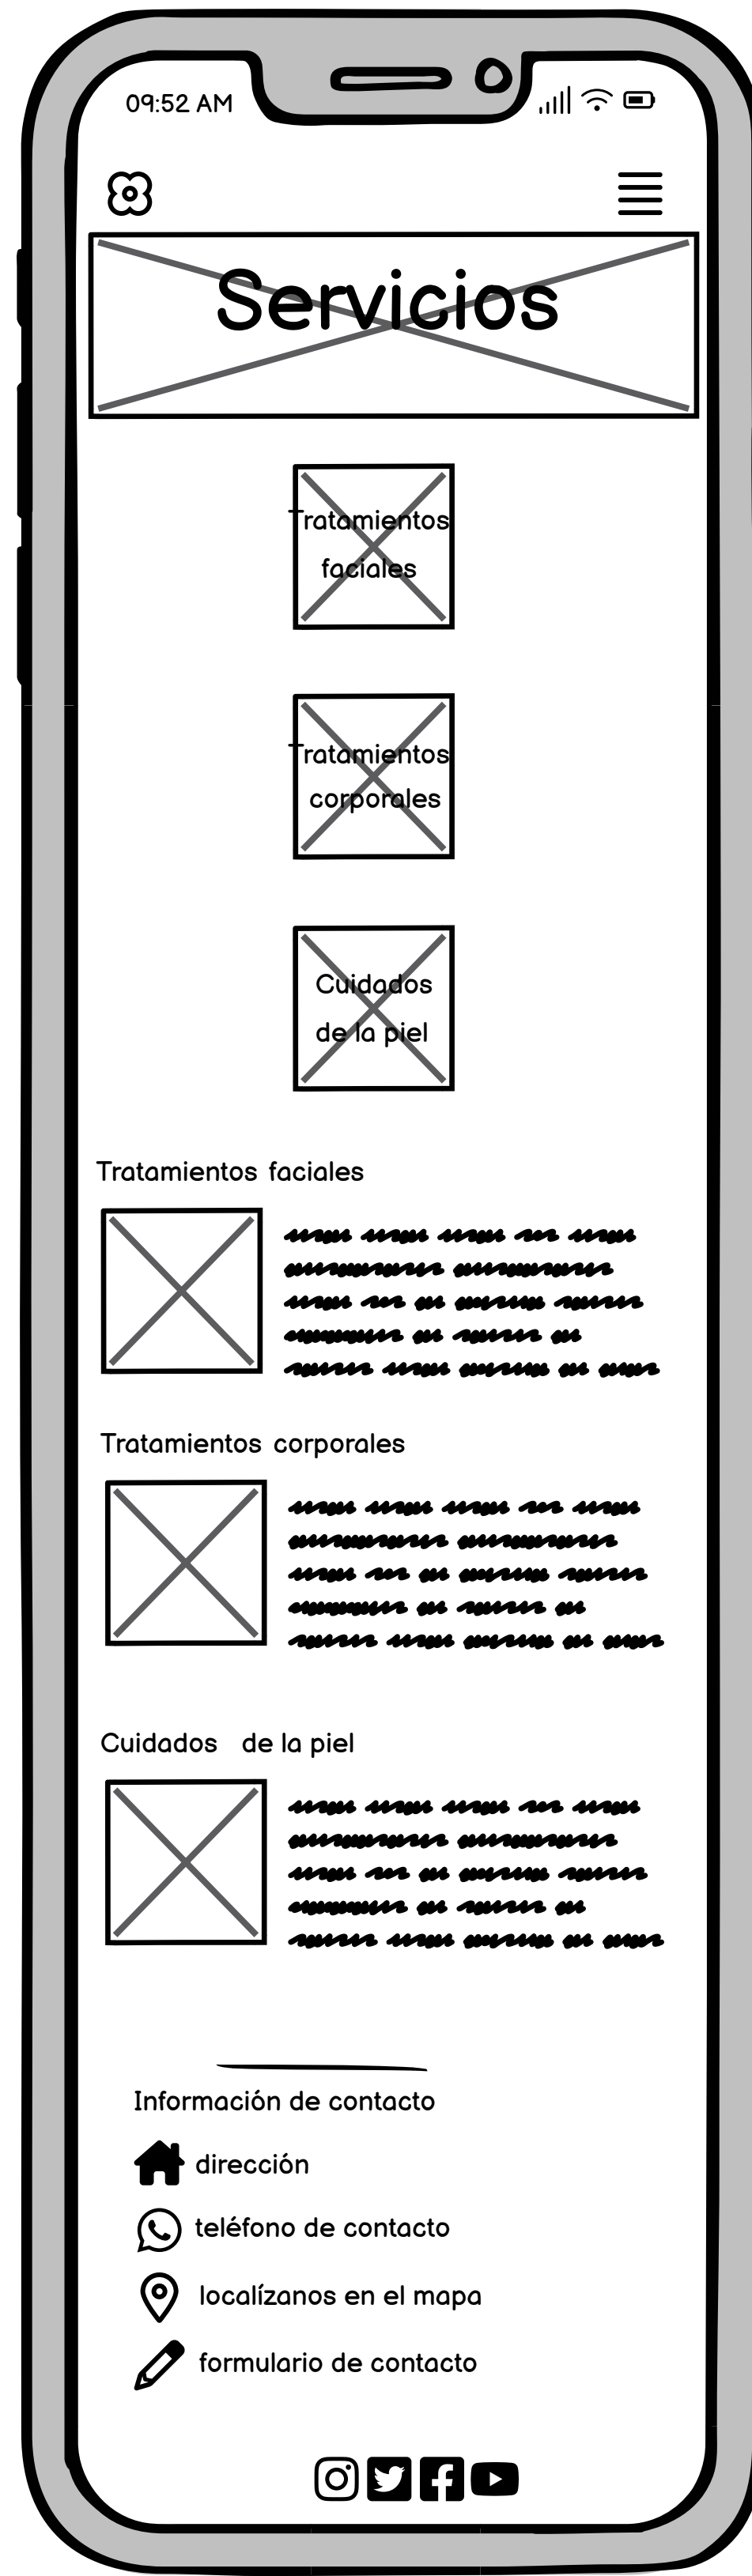 09:52 AM
Servicios
Tratamientos
faciales
Tratamientos
corporales
Cuidados
de la piel
Tratamientos faciales
Tratamientos corporales
Cuidados de la piel
Información de contacto
dirección
teléfono de contacto
localízanos en el mapa
formulario de contacto